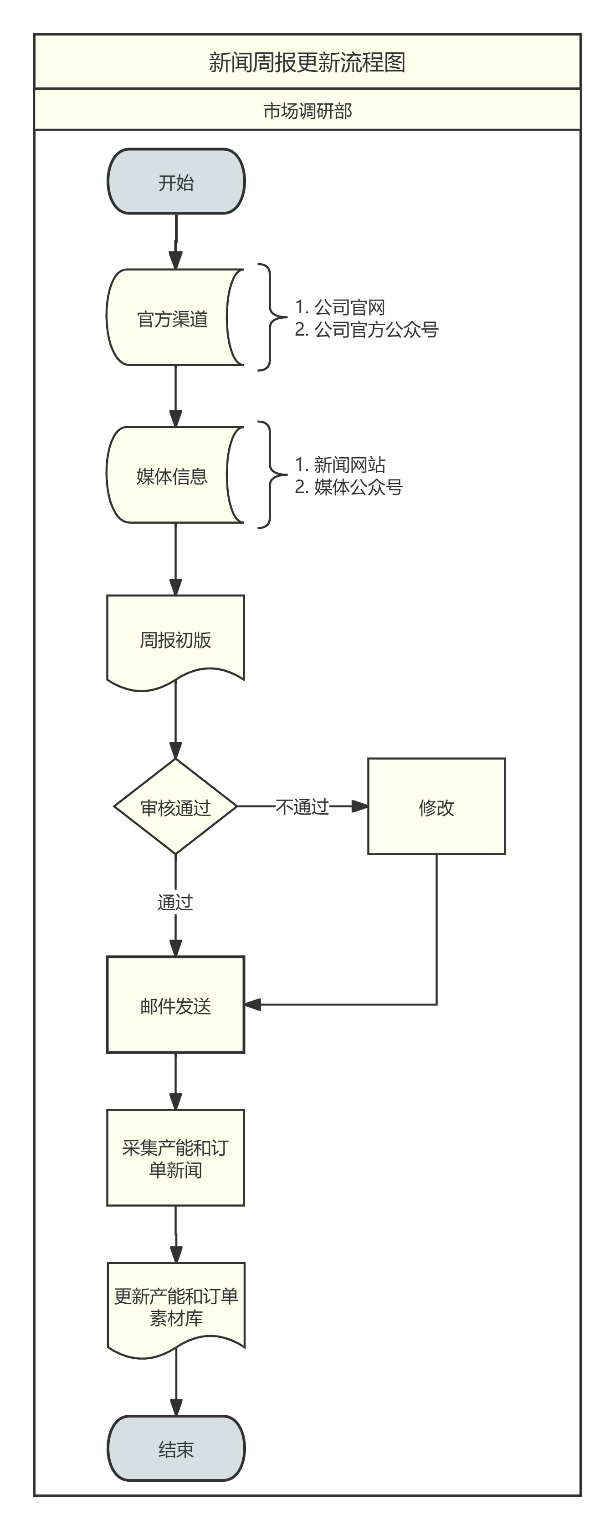 新闻周报更新流程图
市场调研部
开始
官方渠道
1. 公司官网
2. 公司官方公众号
媒体信息
1. 新闻网站
2. 媒体公众号
周报初版
审核通过
不通过
修改
通过
邮件发送
采集产能和订
单新闻
更新产能和订单
素材库
结束